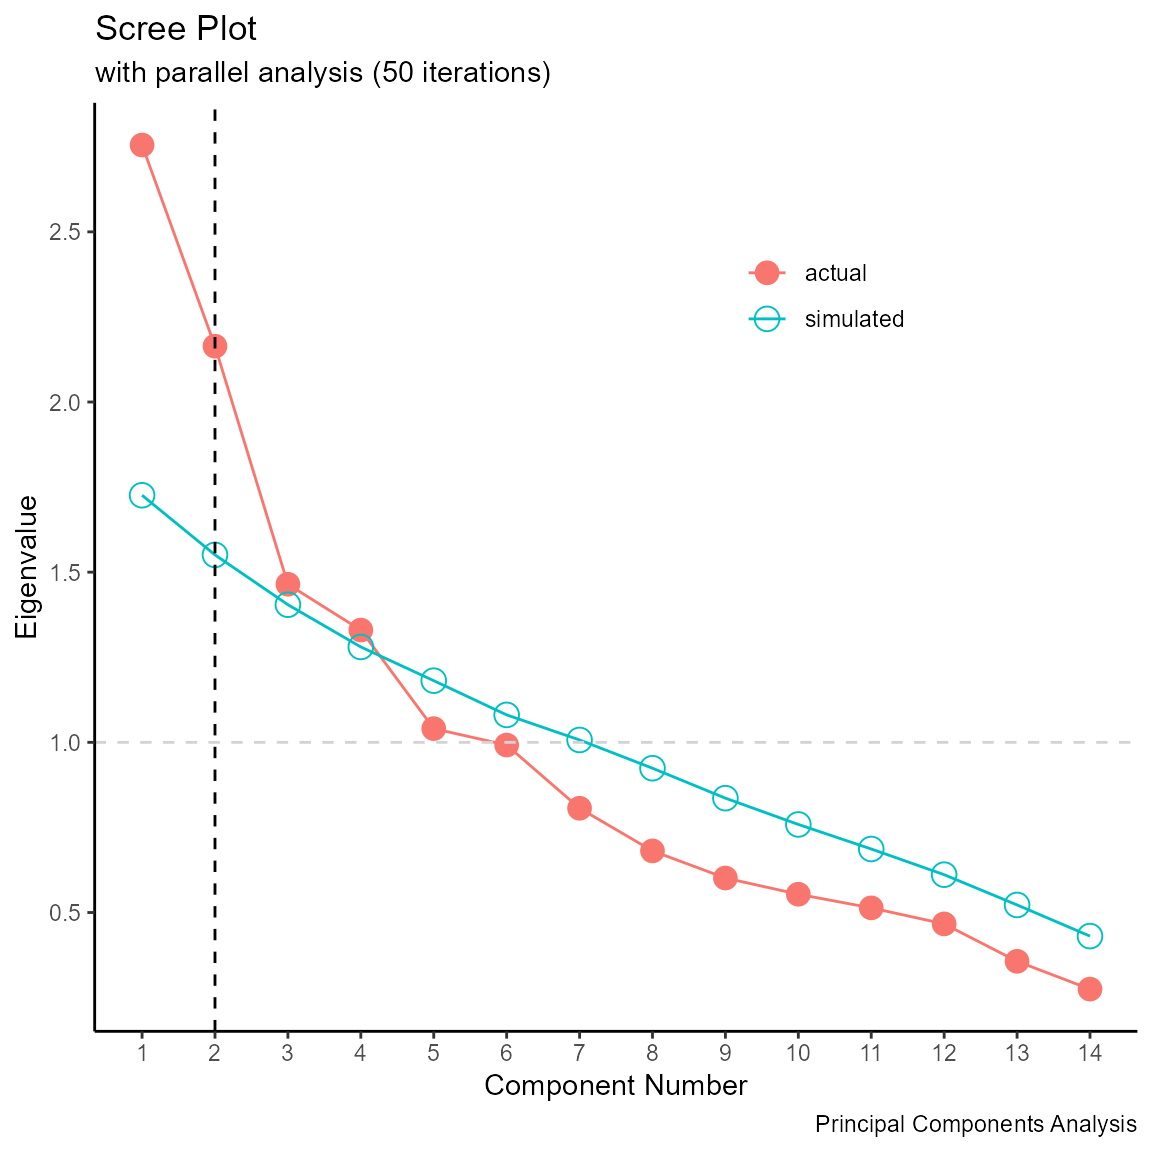 Scree Plot
with parallel analysis (50 iterations)
Eigenvalue
2.5
2.0
1.5
1.0
0.5
actual
simulated
1 2 3 4 5 6 7 8 9 10 11 12 13 14
Component Number
Principal Components Analysis